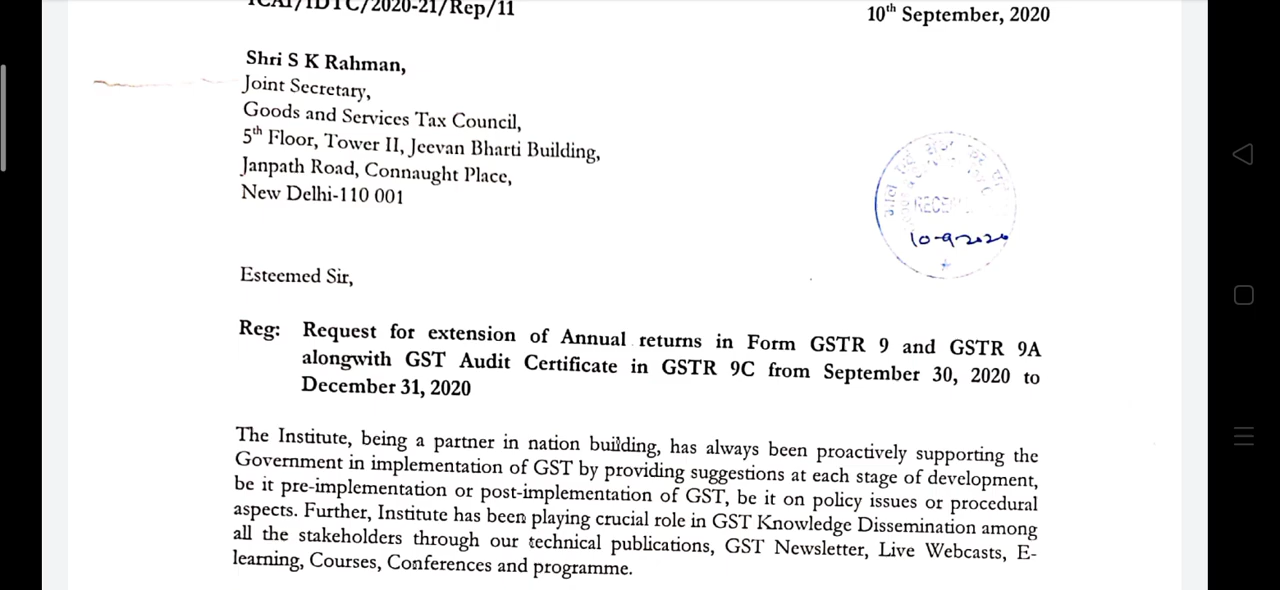 ICAI/IDTC/2020-21/Rep/11
10th September, 2020
Shri S K Rahman,
Joint Secretary,
Goods and Services Tax Council,
5th Floor, Tower II, Jeevan Bharti Building,
Janpath Road, Connaught Place,
New Delhi-110 001
10-9-2020
Esteemed Sir,
Reg: Request for extension of Annual returns in Form GSTR 9 and GSTR 9A
alongwith GST Audit Certificate in GSTR 9C from September 30, 2020 to
December 31, 2020
The Institute, being a partner in nation building, has always been proactively supporting the
Government in implementation of GST by providing suggestions at each stage of development,
be it pre-implementation or post-implementation of GST, be it on policy issues or procedural
aspects. Further, Institute has been playing crucial role in GST Knowledge Dissemination among
all the stakeholders through our technical publications, GST Newsletter, Live Webcasts, E-
learning, Courses, Conferences and programme.